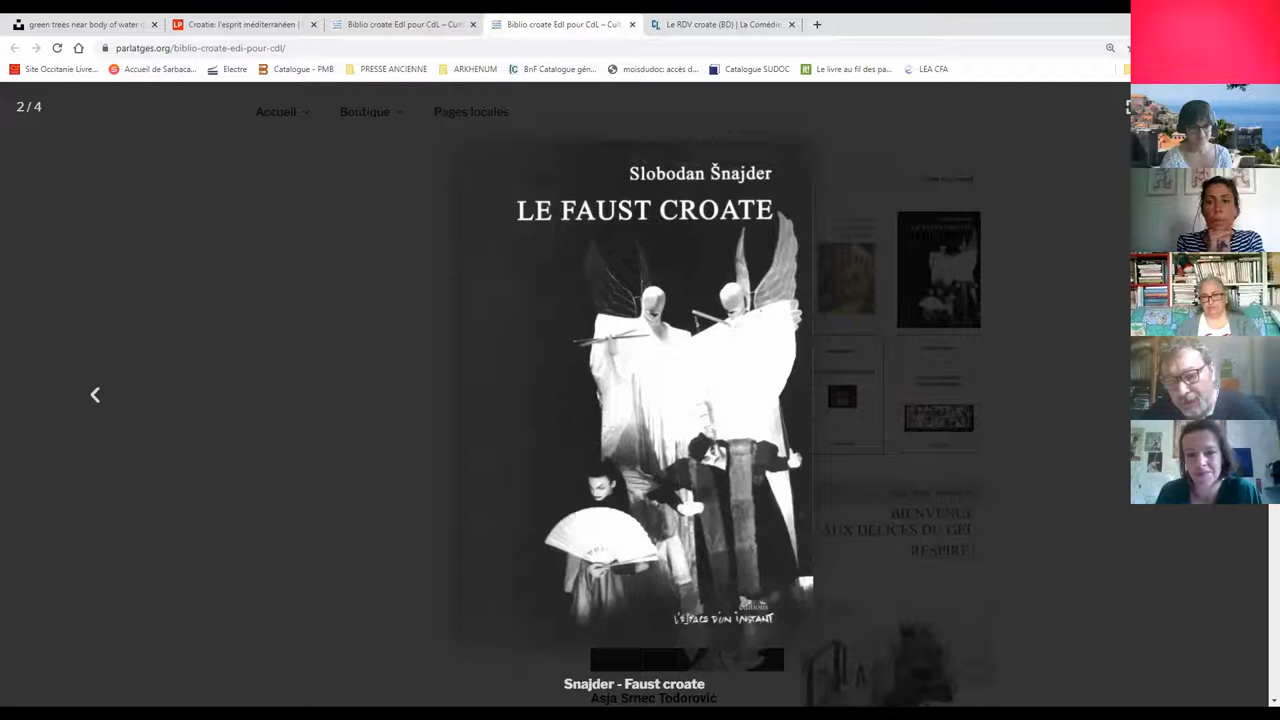 green trees near body of water d
Croatie: l'esprit méditerranéen |
Biblio croate EdI pour CdL – Cult
Biblio croate EdI pour CdL – Cult
Le RDV croate (BD) | La Comédie
parlatges.org/biblio-croate-edi-pour-cdl/
Site Occitanie Livre...
Accueil de Sarbaca...
Electre
Catalogue - PMB
PRESSE ANCIENNE
ARKHENUM
BnF Catalogue gén...
moisdudoc: accès d...
Catalogue SUDOC
Le livre au fil des pa...
LEA CFA
2 / 4
Accueil
Boutique
Pages locales
Slobodan Šnajder
LE FAUST CROATE
BIENVENUE
AUX DÉLICES DU GEL
RESPIRE !
éditions
L'ESPACE D'UN INSTANT
Snajder - Faust croate
Asja Srnec Todorović